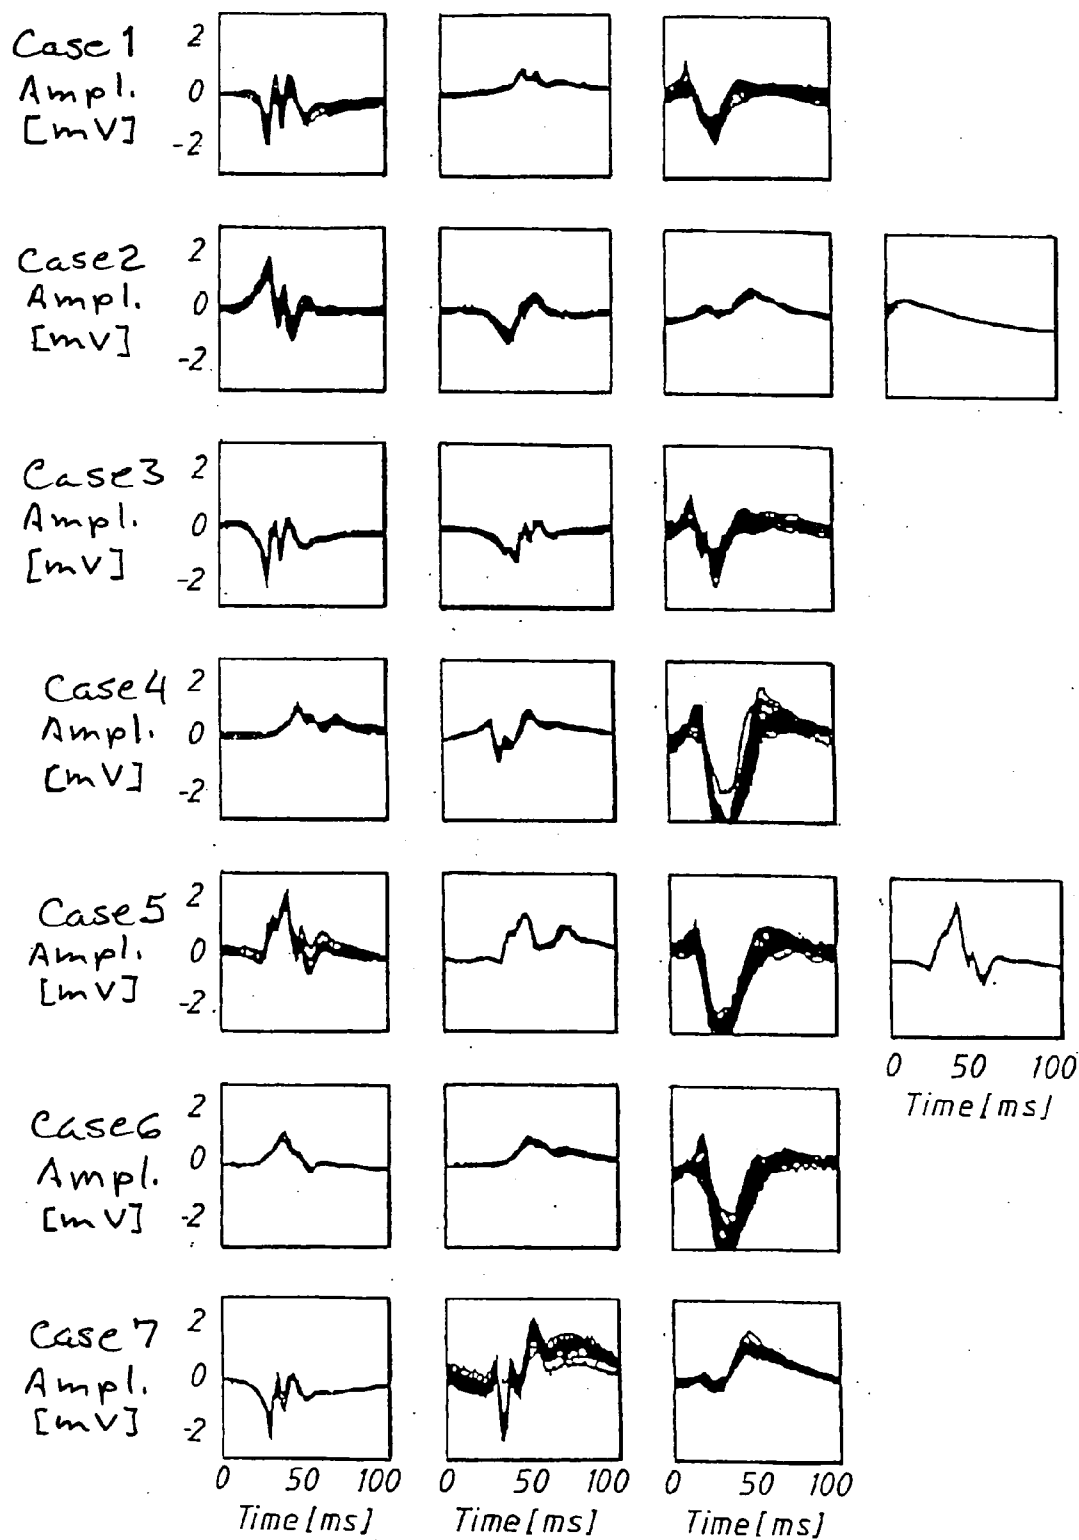 Case 1
Ampl.
[mV]
2
0
-2
Case 2
Ampl.
[mV]
2
0
-2
Case 3
Ampl.
[mV]
2
0
-2
Case 4
Ampl.
[mV]
2
0
-2
Case 5
Ampl.
[mV]
2
0
-2
0 50 100
Time [ms]
Case 6
Ampl.
[mV]
2
0
-2
Case 7
Ampl.
[mV]
2
0
-2
0 50 100 0 50 100 0 50 100
Time [ms] Time [ms] Time [ms]